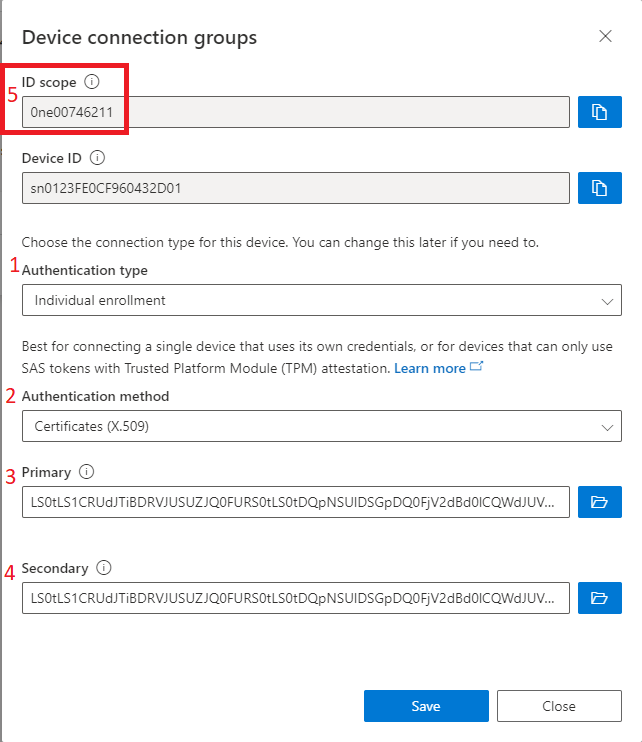 Device connection groups
ID scope
5
0ne00746211
Device ID
sn0123FE0CF960432D01
Choose the connection type for this device. You can change this later if you need to.
1 Authentication type
Individual enrollment
Best for connecting a single device that uses its own credentials, or for devices that can only use
SAS tokens with Trusted Platform Module (TPM) attestation. Learn more
2 Authentication method
Certificates (X.509)
3 Primary
LS0tLS1CRUdJTiBDRVJUSUZJQ0FURS0tLS0tDQpNSUIDSGpDQ0FjV2dBd0lCQWdJUV...
4 Secondary
LS0tLS1CRUdJTiBDRVJUSUZJQ0FURS0tLS0tDQpNSUIDSGpDQ0FjV2dBd0lCQWdJUV...
Save Close